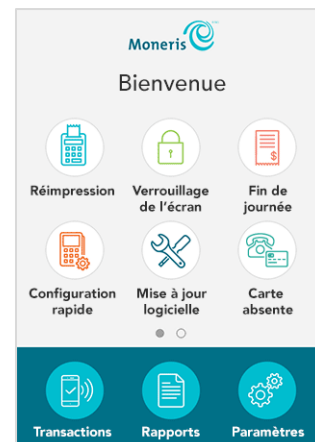 Moneris
Bienvenue
Réimpression
Verrouillage
de l'écran
Fin de
journée
Configuration
rapide
Mise à jour
logicielle
Carte
absente
Transactions
Rapports
Paramètres